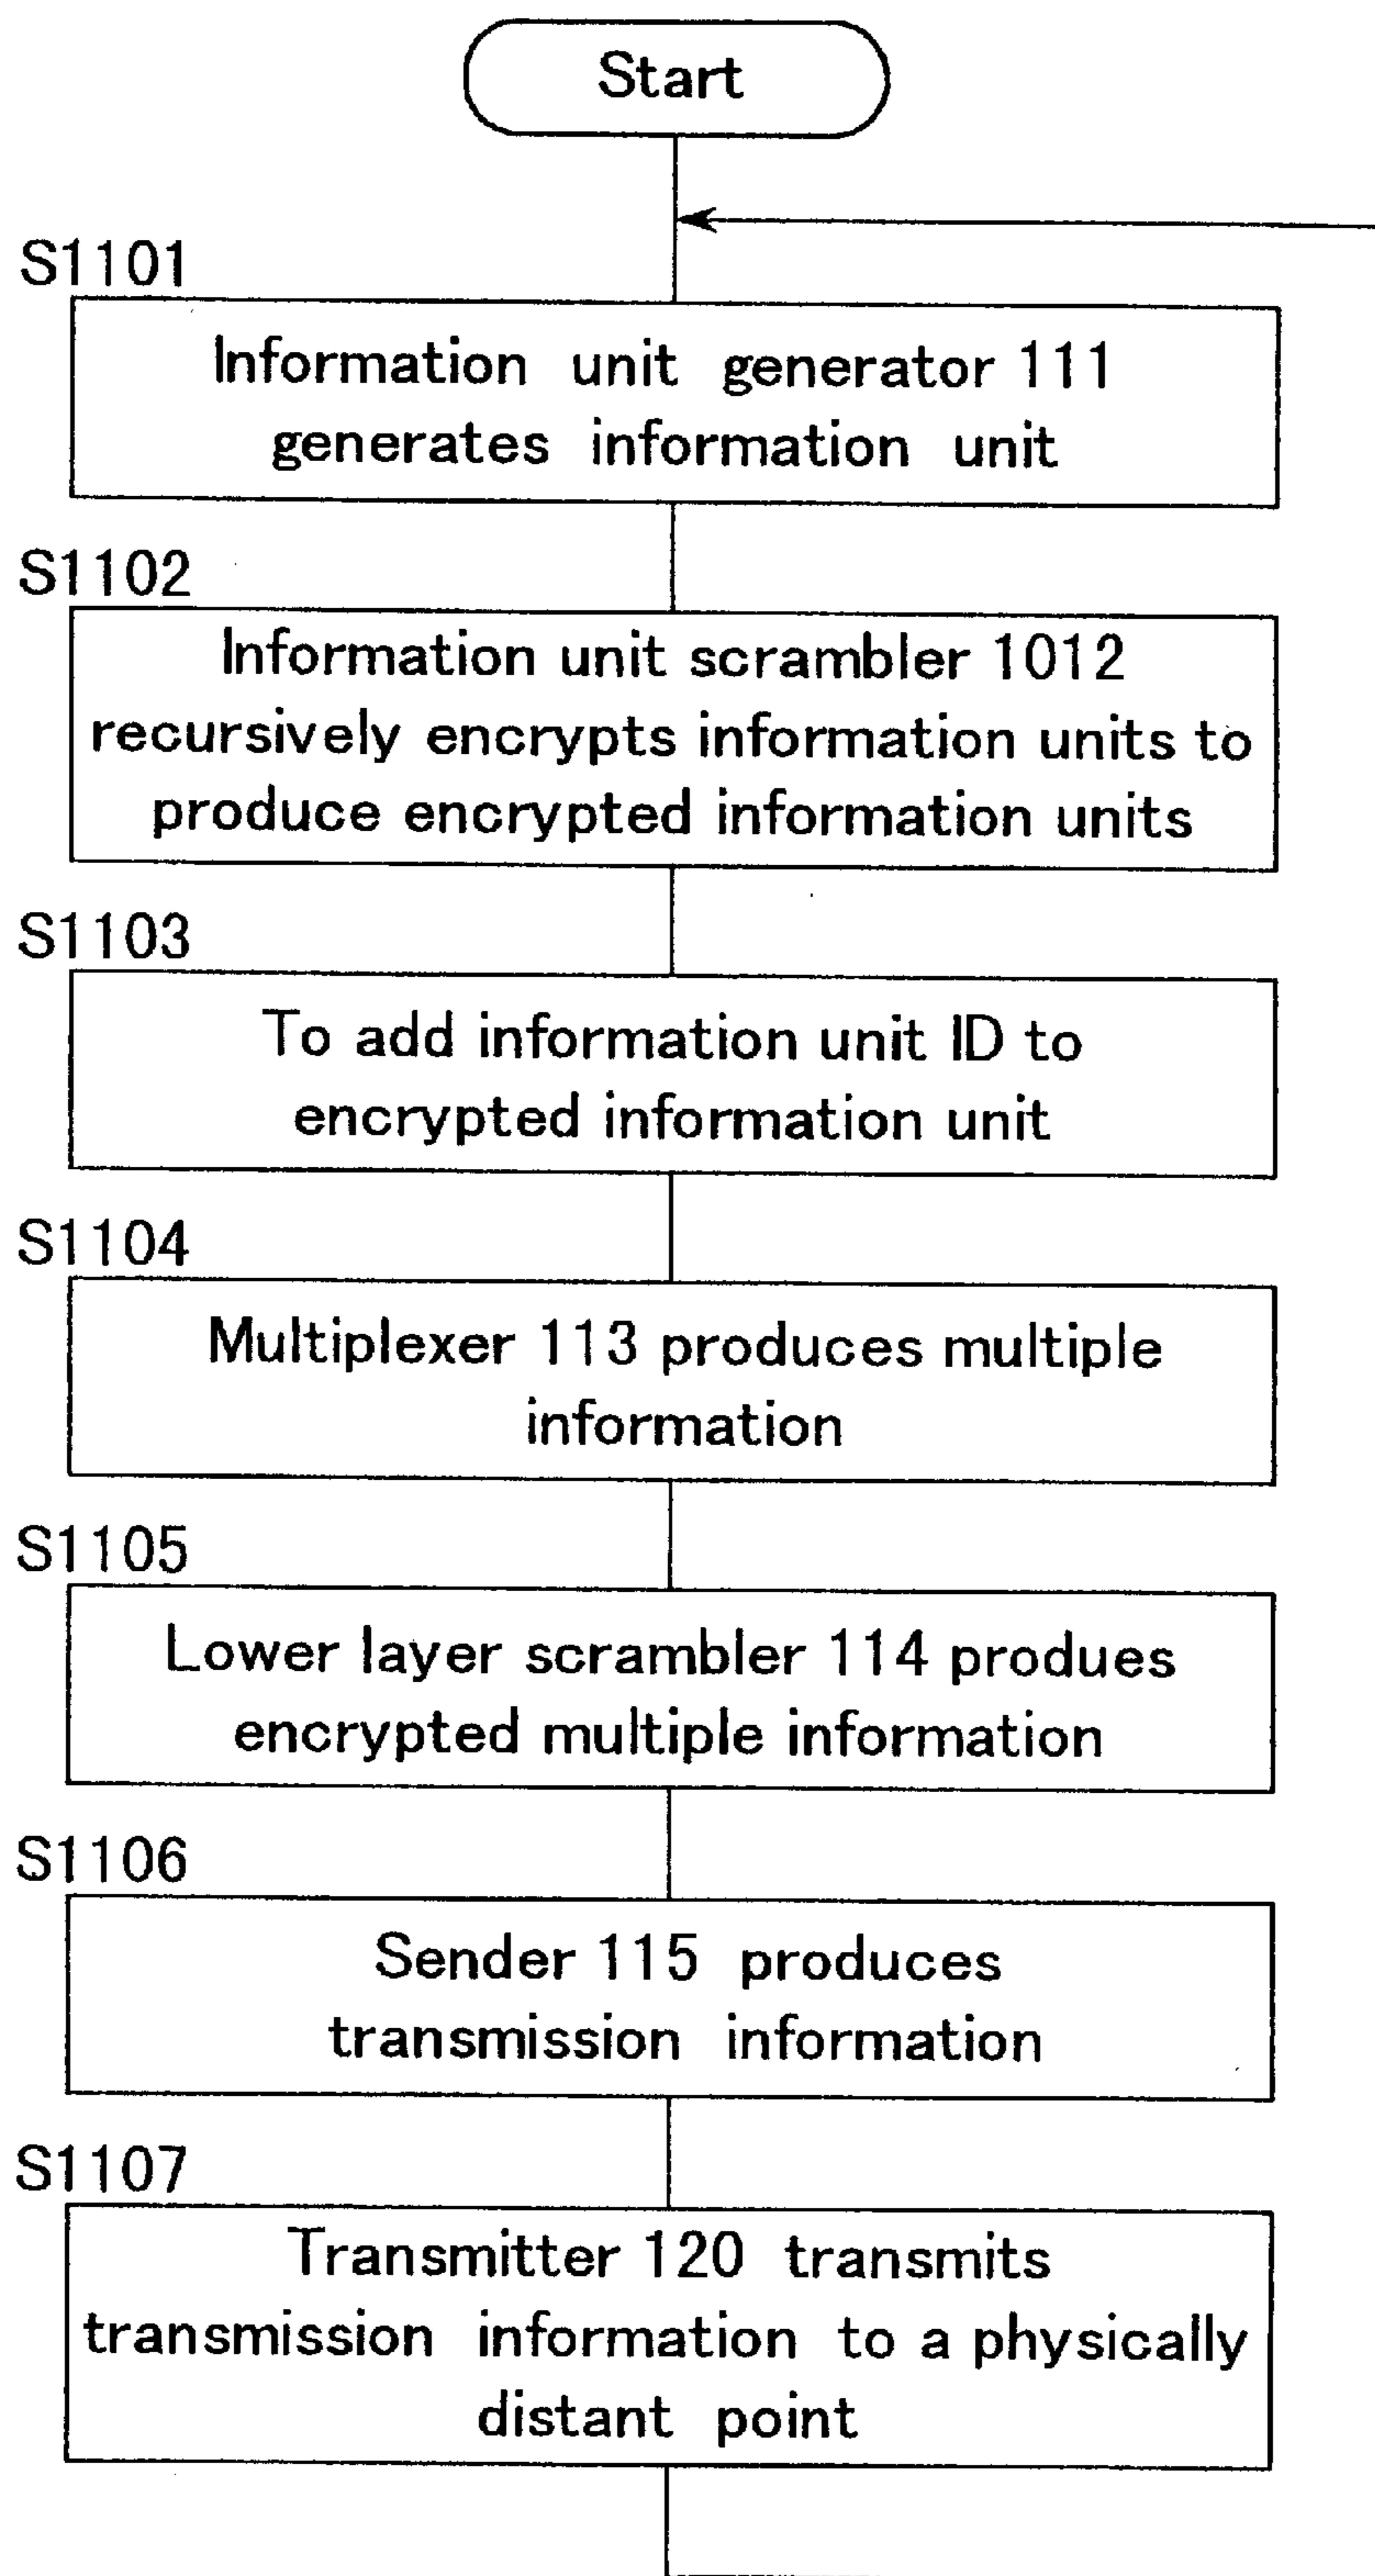 Start
S1101
Information unit generator 111
generates information unit
S1102
Information unit scrambler 1012
recursively encrypts information units to
produce encrypted information units
S1103
To add information unit ID to
encrypted information unit
S1104
Multiplexer 113 produces multiple
information
S1105
Lower layer scrambler 114 produes
encrypted multiple information
S1106
Sender 115 produces
transmission information
S1107
Transmitter 120 transmits
transmission information to a physically
distant point